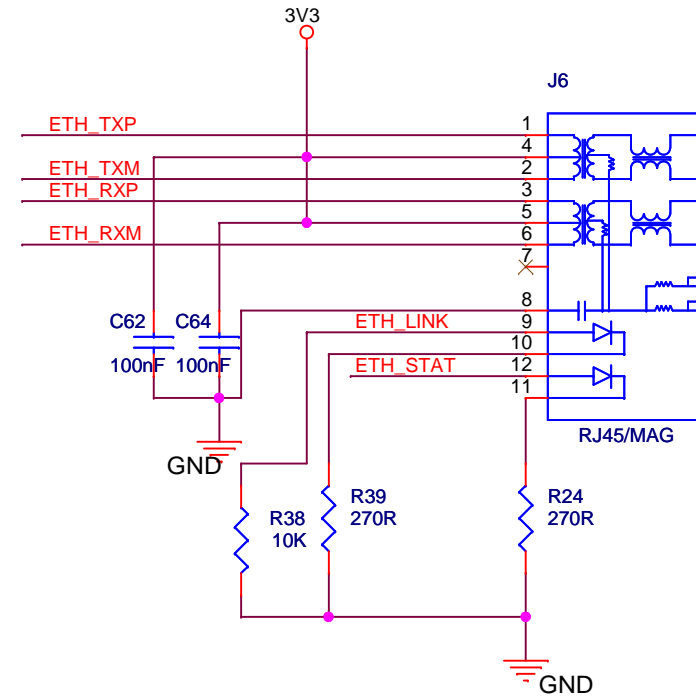 3V3
J6
ETH_TXP
1
4
ETH_TXM
2
ETH_RXP
3
5
ETH_RXM
6
7
8
C62
C64
ETH_LINK
9
10
100nF
100nF
ETH_STAT
12
11
RJ45/MAG
GND
R38
10K
R39
270R
R24
270R
GND